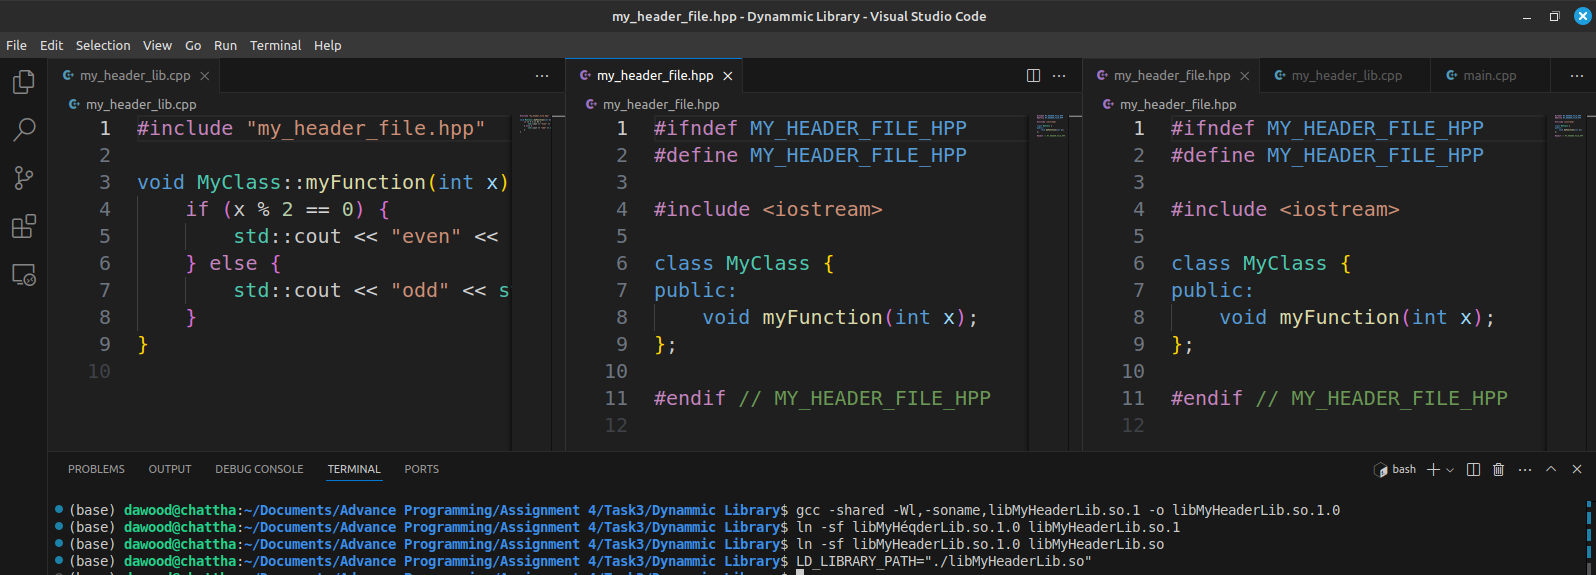 my_header_file.hpp - Dynammic Library - Visual Studio Code
File Edit Selection View Go Run Terminal Help
my_header_lib.cpp
my_header_lib.cpp
1 #include "my_header_file.hpp"
2
3 void MyClass::myFunction(int x)
4 if (x % 2 == 0) {
5 std::cout << "even" <<
6 } else {
7 std::cout << "odd" << s
8 }
9 }
10
my_header_file.hpp
my_header_file.hpp
1 #ifndef MY_HEADER_FILE_HPP
2 #define MY_HEADER_FILE_HPP
3
4 #include <iostream>
5
6 class MyClass {
7 public:
8 void myFunction(int x);
9 };
10
11 #endif // MY_HEADER_FILE_HPP
12
my_header_file.hpp my_header_lib.cpp main.cpp
my_header_file.hpp
1 #ifndef MY_HEADER_FILE_HPP
2 #define MY_HEADER_FILE_HPP
3
4 #include <iostream>
5
6 class MyClass {
7 public:
8 void myFunction(int x);
9 };
10
11 #endif // MY_HEADER_FILE_HPP
12
PROBLEMS OUTPUT DEBUG CONSOLE TERMINAL PORTS bash
(base) dawood@chattha:~/Documents/Advance Programming/Assignment 4/Task3/Dynammic Library$ gcc -shared -Wl,-soname,libMyHeaderLib.so.1 -o libMyHeaderLib.so.1.0
(base) dawood@chattha:~/Documents/Advance Programming/Assignment 4/Task3/Dynammic Library$ ln -sf libMyHéqderLib.so.1.0 libMyHeaderLib.so.1
(base) dawood@chattha:~/Documents/Advance Programming/Assignment 4/Task3/Dynammic Library$ ln -sf libMyHeaderLib.so.1.0 libMyHeaderLib.so
(base) dawood@chattha:~/Documents/Advance Programming/Assignment 4/Task3/Dynammic Library$ LD_LIBRARY_PATH="./libMyHeaderLib.so"